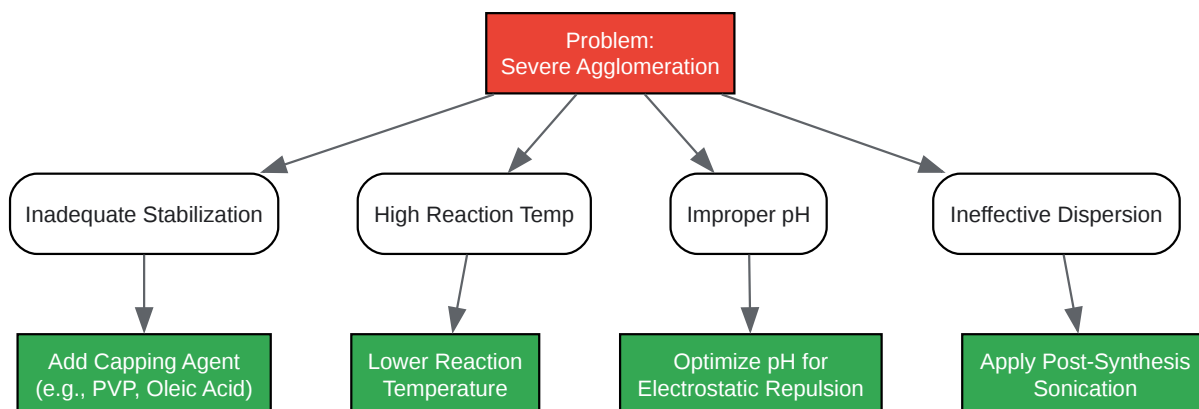 Problem:
Severe Agglomeration
Inadequate Stabilization
High Reaction Temp
Improper pH
Ineffective Dispersion
Add Capping Agent
(e.g., PVP, Oleic Acid)
Lower Reaction
Temperature
Optimize pH for
Electrostatic Repulsion
Apply Post-Synthesis
Sonication